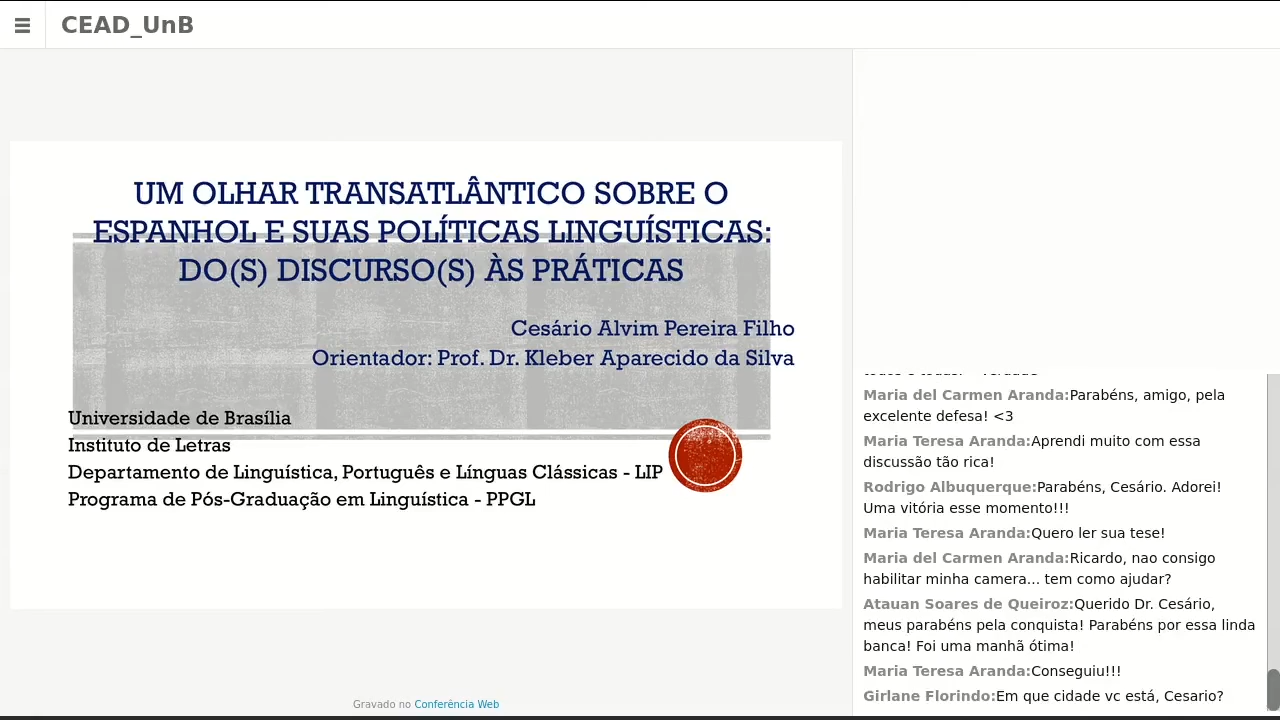 CEAD_UnB
UM OLHAR TRANSATLÂNTICO SOBRE O
ESPANHOL E SUAS POLÍTICAS LINGUÍSTICAS:
DO(S) DISCURSO(S) ÀS PRÁTICAS
Cesário Alvim Pereira Filho
Orientador: Prof. Dr. Kleber Aparecido da Silva
Universidade de Brasília
Instituto de Letras
Departamento de Linguística, Português e Línguas Clássicas - LIP
Programa de Pós-Graduação em Linguística - PPGL
Gravado no Conferência Web
Maria del Carmen Aranda:Parabéns, amigo, pela
excelente defesa! <3
Maria Teresa Aranda:Aprendi muito com essa
discussão tão rica!
Rodrigo Albuquerque:Parabéns, Cesário. Adorei!
Uma vitória esse momento!!!
Maria Teresa Aranda:Quero ler sua tese!
Maria del Carmen Aranda:Ricardo, nao consigo
habilitar minha camera... tem como ajudar?
Atauan Soares de Queiroz:Querido Dr. Cesário,
meus parabéns pela conquista! Parabéns por essa linda
banca! Foi uma manhã ótima!
Maria Teresa Aranda:Conseguiu!!!
Girlane Florindo:Em que cidade vc está, Cesario?